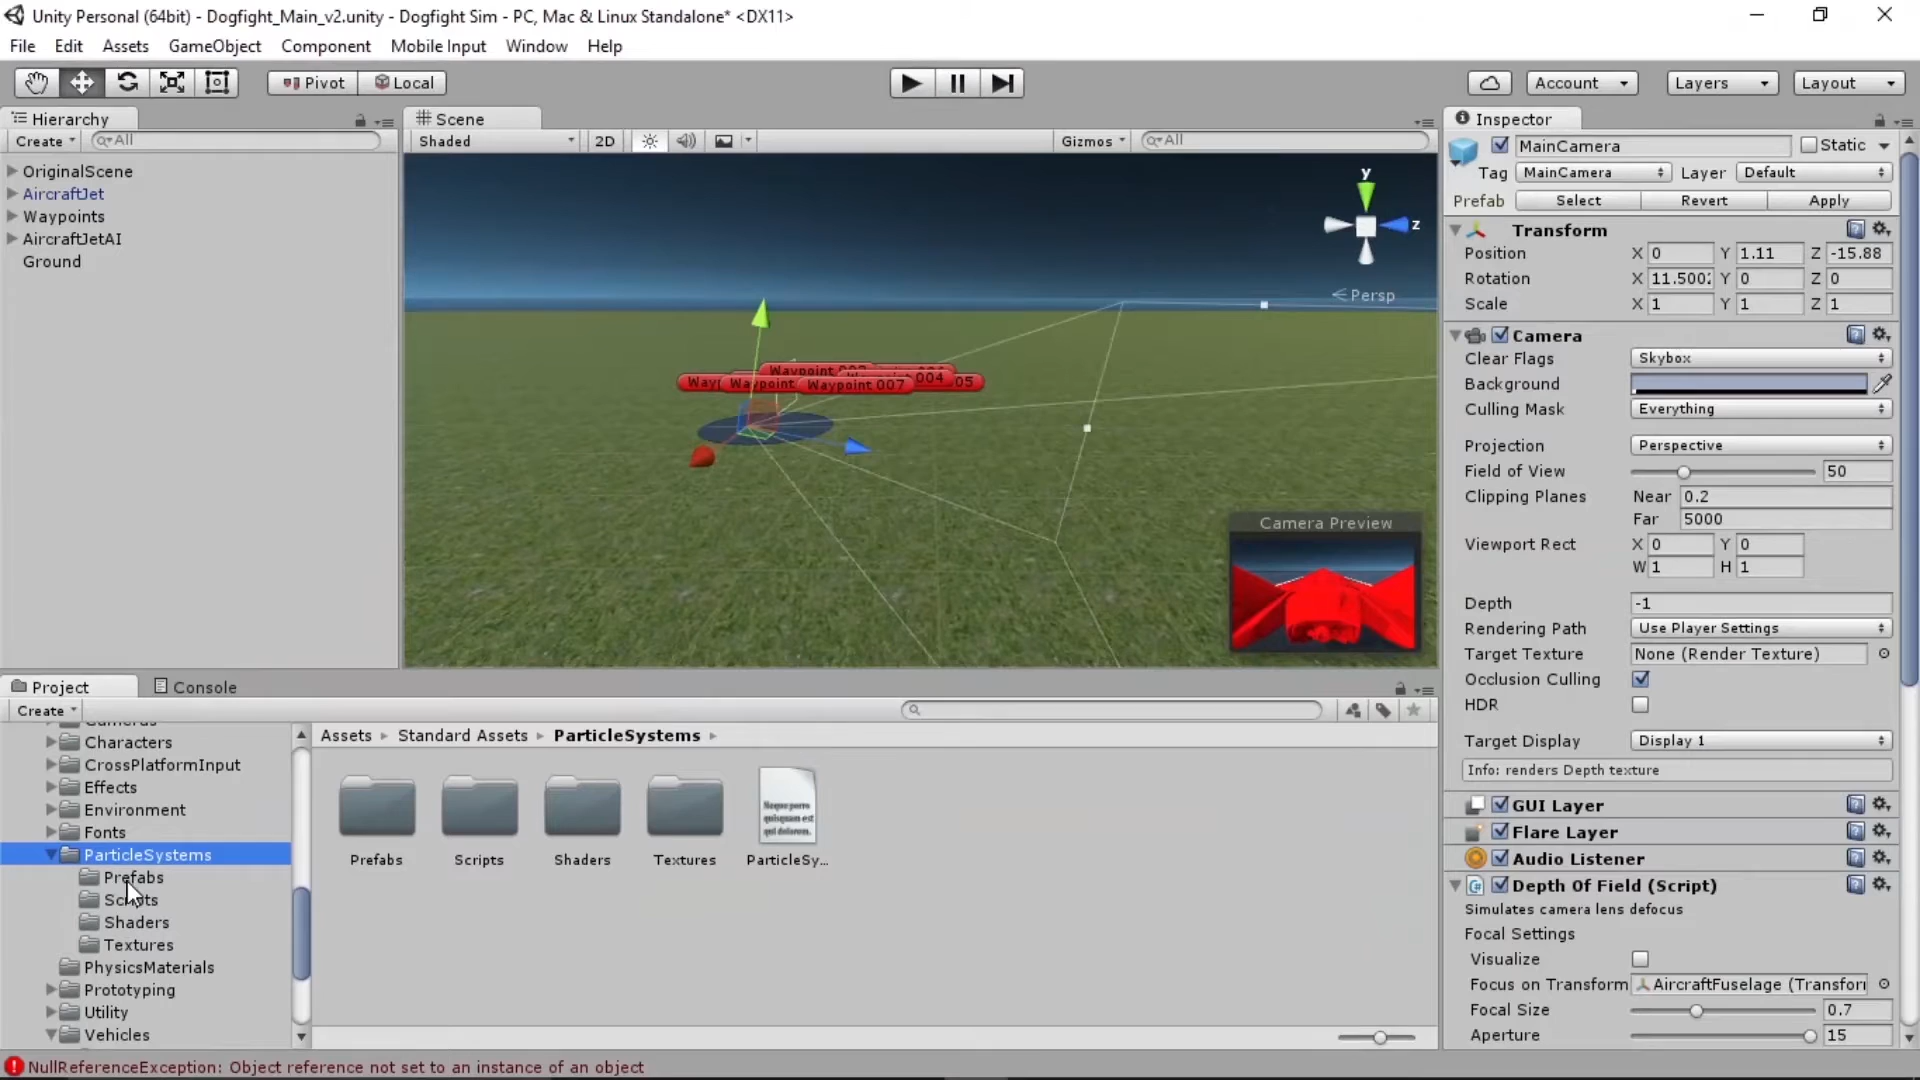 Unity Personal (64bit) - Dogfight_Main_v2.unity - Dogfight Sim - PC, Mac & Linux Standalone* <DX11>
File Edit Assets GameObject Component Mobile Input Window Help
Pivot Local Account Layers Layout
Hierarchy
Create All
OriginalScene
AircraftJet
Waypoints
AircraftJetAI
Ground
Scene
Shaded 2D Gizmos All
y
z
Persp
Waypoint
Waypoint 007
004
05
Camera Preview
Inspector
MainCamera Static
Tag MainCamera Layer Default
Prefab Select Revert Apply
Transform
Position X 0 Y 1.11 Z -15.88
Rotation X 11.500 Y 0 Z 0
Scale X 1 Y 1 Z 1
Camera
Clear Flags Skybox
Background
Culling Mask Everything
Projection Perspective
Field of View 50
Clipping Planes Near 0.2
Far 5000
Viewport Rect X 0 Y 0
W 1 H 1
Depth -1
Rendering Path Use Player Settings
Target Texture None (Render Texture)
Occlusion Culling
HDR
Target Display Display 1
Info: renders Depth texture
GUI Layer
Flare Layer
Audio Listener
Depth Of Field (Script)
Simulates camera lens defocus
Focal Settings
Visualize
Focus on Transform AircraftFuselage (Transfor
Focal Size 0.7
Aperture 15
Project Console
Create
Characters
CrossPlatformInput
Effects
Environment
Fonts
ParticleSystems
Prefabs
Scripts
Shaders
Textures
PhysicsMaterials
Prototyping
Utility
Vehicles
Assets Standard Assets ParticleSystems
Prefabs Scripts Shaders Textures ParticleSy...
NullReferenceException: Object reference not set to an instance of an object